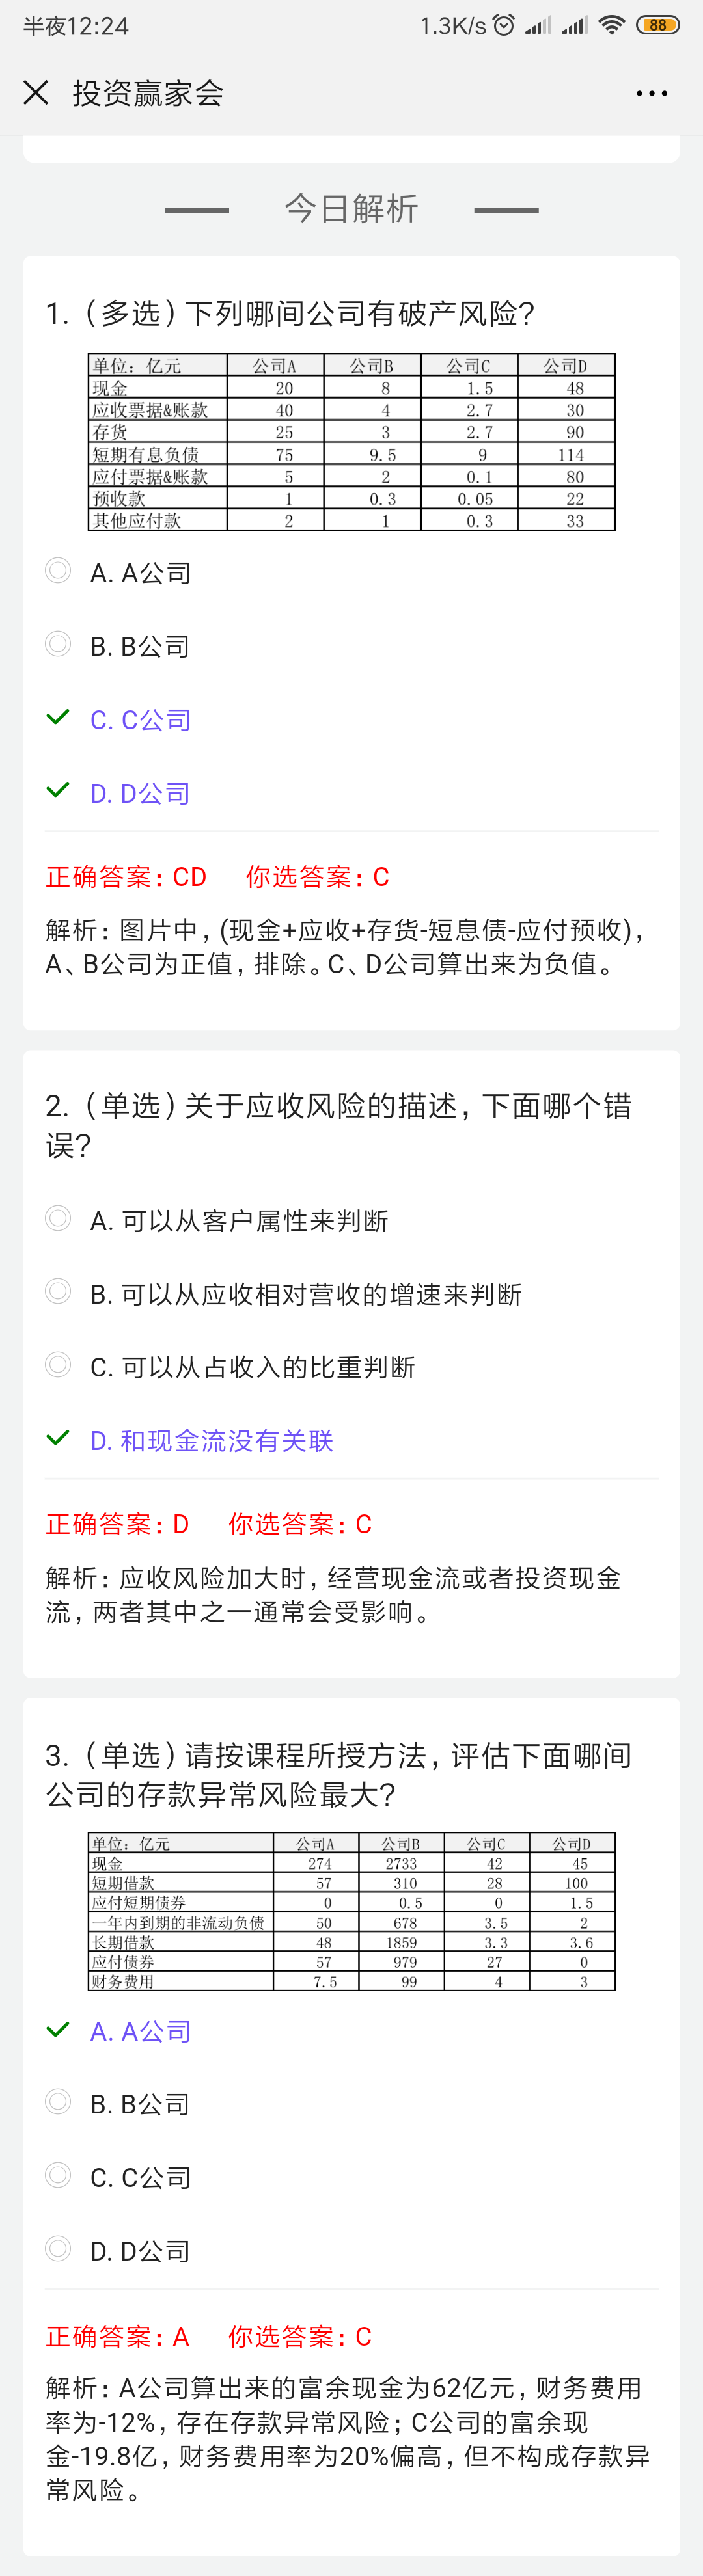 半夜12:24 1.3K/s 88
投资赢家会
今日解析
1.（多选）下列哪间公司有破产风险?
单位：亿元 公司A 公司B 公司C 公司D
现金 20 8 1.5 48
应收票据&账款 40 4 2.7 30
存货 25 3 2.7 90
短期有息负债 75 9.5 9 114
应付票据&账款 5 2 0.1 80
预收款 1 0.3 0.05 22
其他应付款 2 1 0.3 33
A. A公司
B. B公司
C. C公司
D. D公司
正确答案：CD 你选答案：C
解析：图片中，(现金+应收+存货-短息债-应付预收)，
A、B公司为正值，排除。C、D公司算出来为负值。
2.（单选）关于应收风险的描述，下面哪个错
误?
A. 可以从客户属性来判断
B. 可以从应收相对营收的增速来判断
C. 可以从占收入的比重判断
D. 和现金流没有关联
正确答案：D 你选答案：C
解析：应收风险加大时，经营现金流或者投资现金
流，两者其中之一通常会受影响。
3.（单选）请按课程所授方法，评估下面哪间
公司的存款异常风险最大?
单位：亿元 公司A 公司B 公司C 公司D
现金 274 2733 42 45
短期借款 57 310 28 100
应付短期债券 0 0.5 0 1.5
一年内到期的非流动负债 50 678 3.5 2
长期借款 48 1859 3.3 3.6
应付债券 57 979 27 0
财务费用 7.5 99 4 3
A. A公司
B. B公司
C. C公司
D. D公司
正确答案：A 你选答案：C
解析：A公司算出来的富余现金为62亿元，财务费用
率为-12%，存在存款异常风险；C公司的富余现
金-19.8亿，财务费用率为20%偏高，但不构成存款异
常风险。